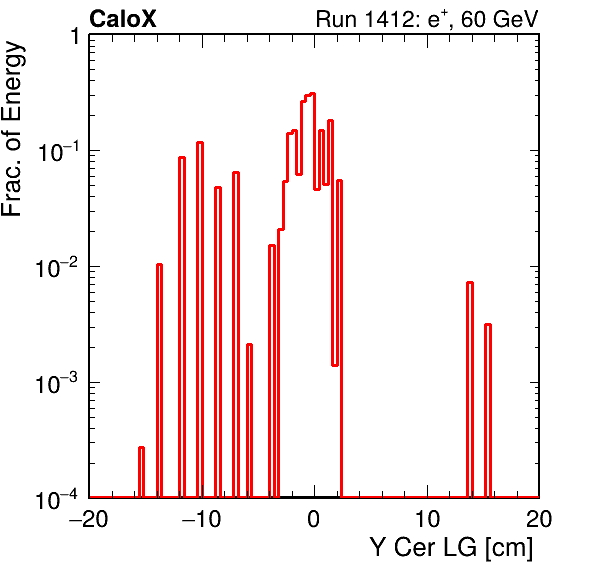 CaloX Run 1412: e⁺, 60 GeV
Frac. of Energy
1
10⁻¹
10⁻²
10⁻³
10⁻⁴
−20 −10 0 10 20
Y Cer LG [cm]